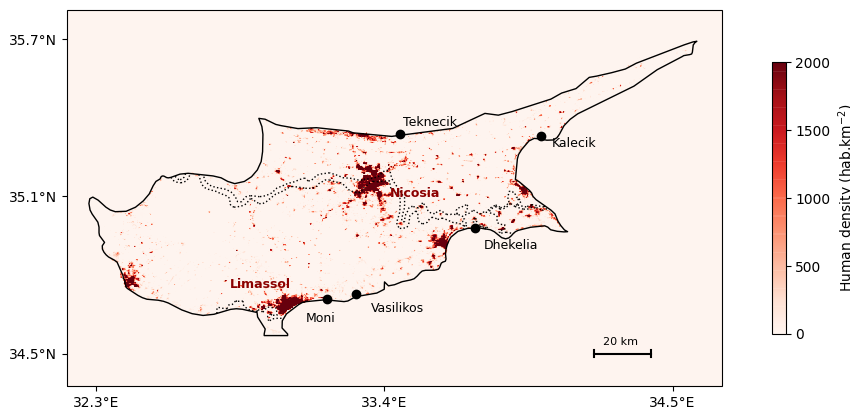 35.7°N
35.1°N
34.5°N
32.3°E
33.4°E
34.5°E
Teknecik
Kalecik
Nicosia
Dhekelia
Limassol
Vasilikos
Moni
20 km
2000
1500
1000
500
0
Human density (hab.km⁻²)